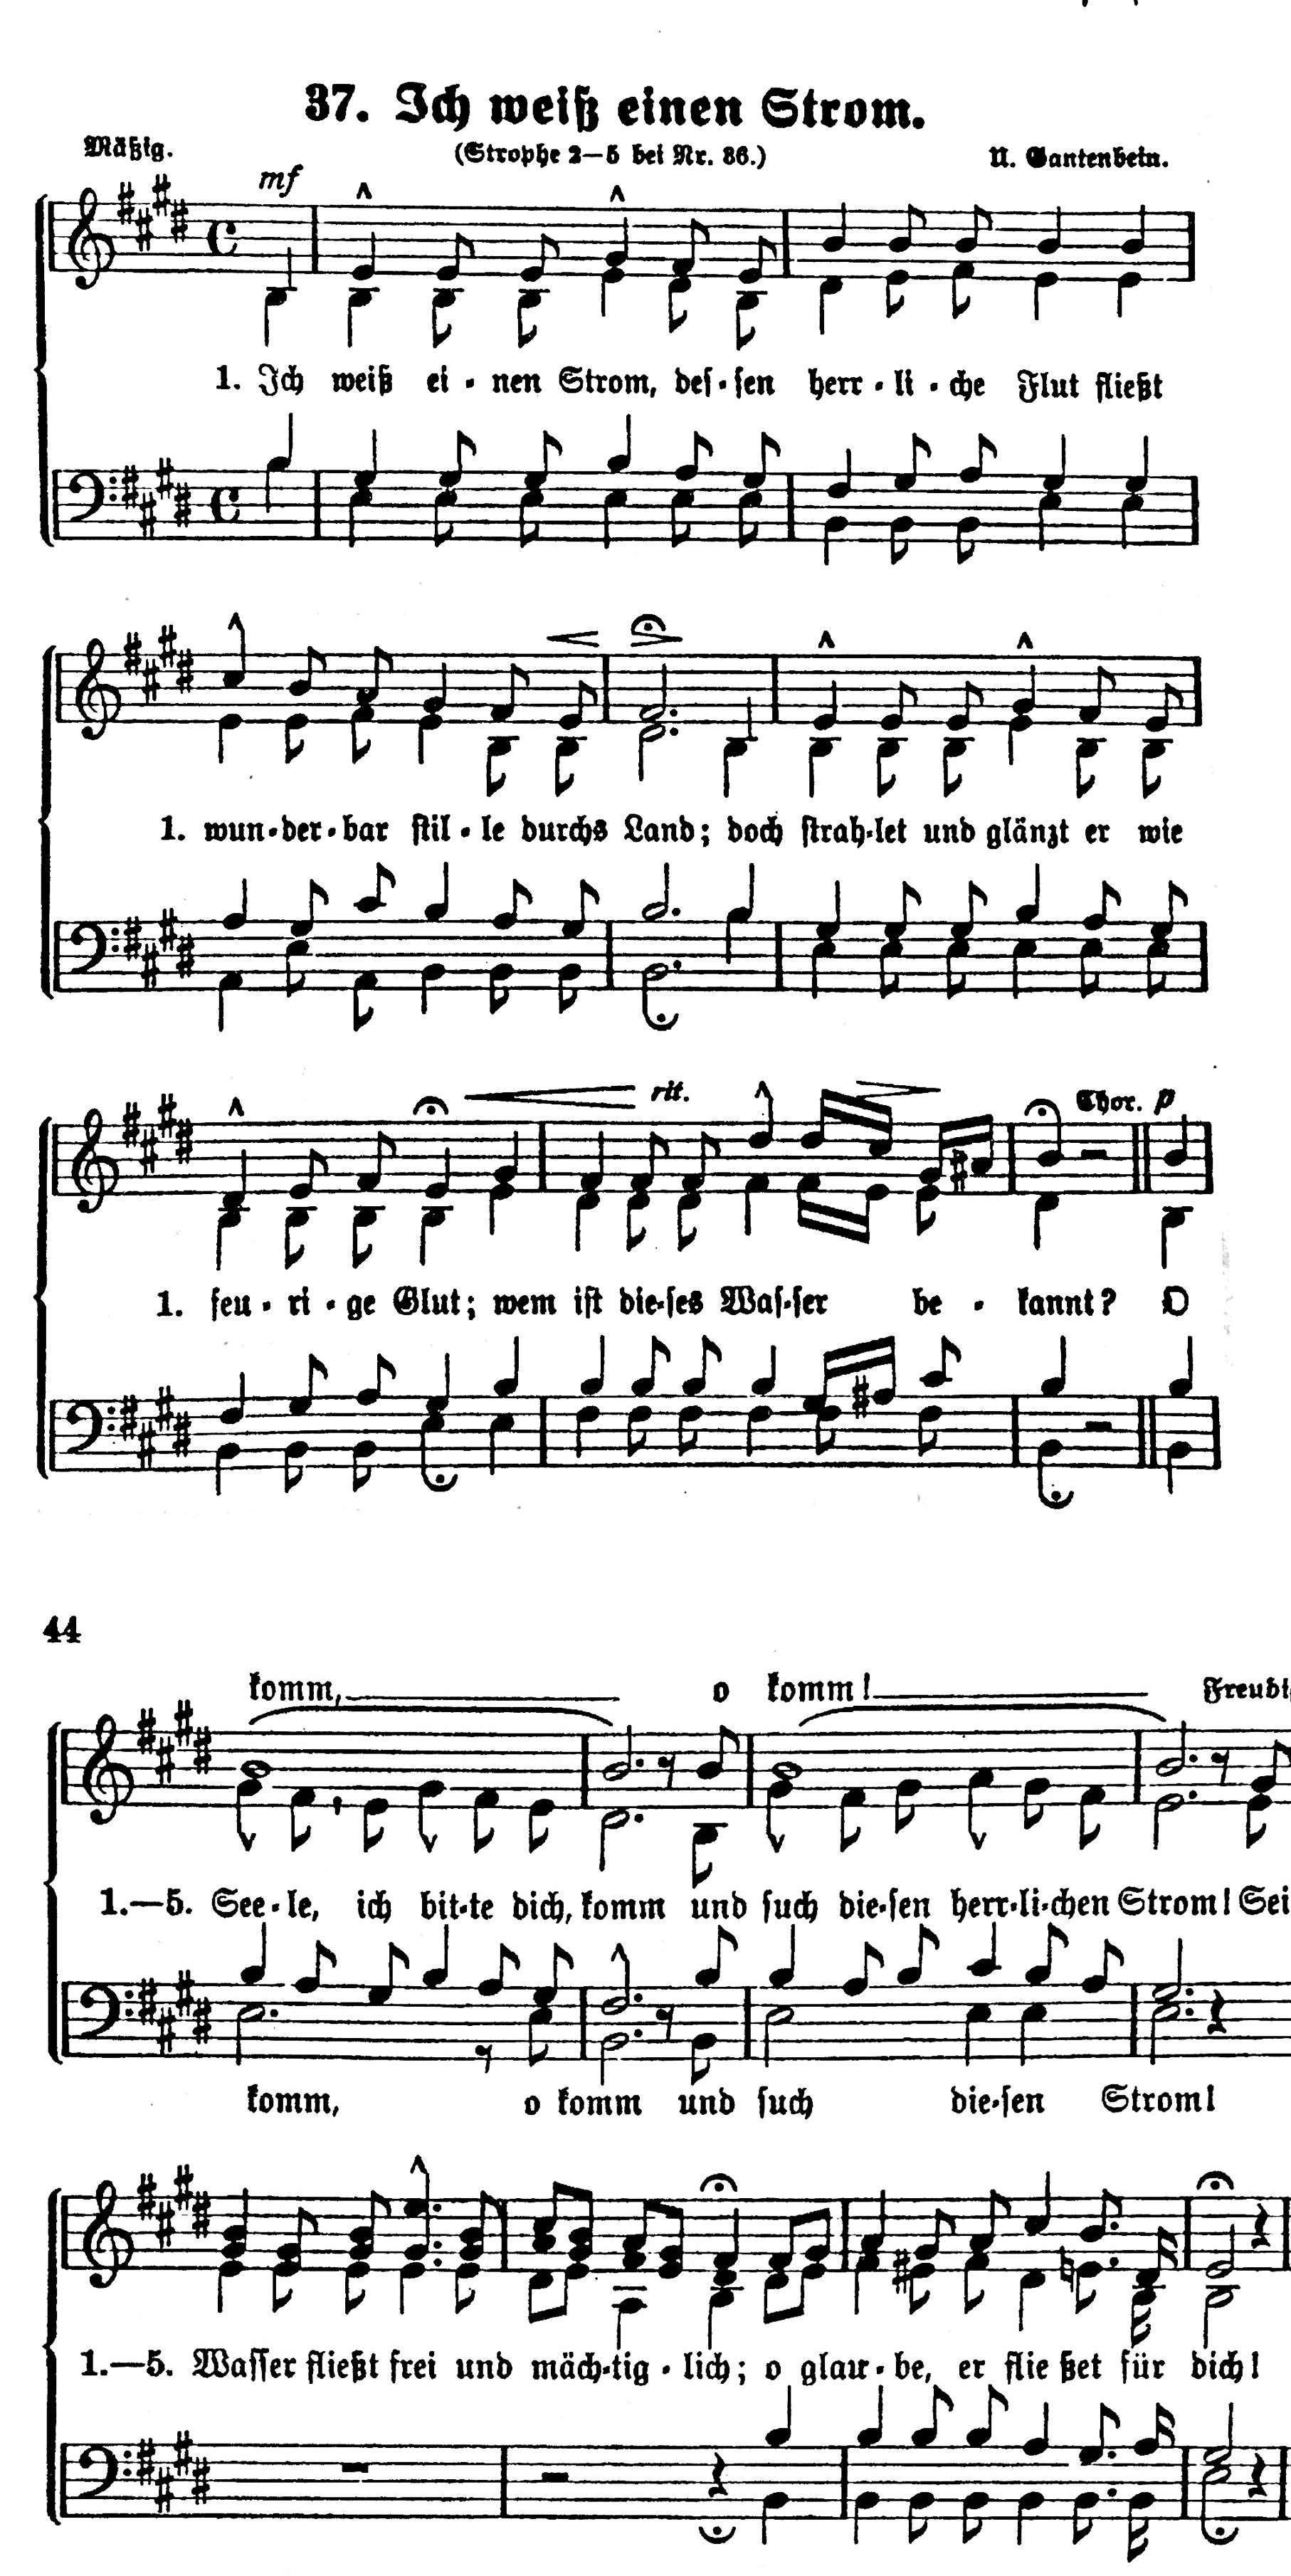 37. Ich weiß einen Strom.
Mäßig. (Strophe 2—5 bei Nr. 36.) U. Gantenbein.
mf
1. Ich weiß ei - nen Strom, des-sen herr - li - che Flut fließt
1. wun-der-bar stil - le durchs Land; doch strah-let und glänzt er wie
rit. Chor. p
1. feu - ri - ge Glut; wem ist die-ses Was-ser be - kannt? O
44
komm, o komm! Freudi
1.—5. See-le, ich bit-te dich, komm und such die-sen herr-li-chen Strom! Sei
komm, o komm und such die-sen Strom!
1.—5. Wasser fließt frei und mäch-tig - lich; o glau - be, er flie ßet für dich!